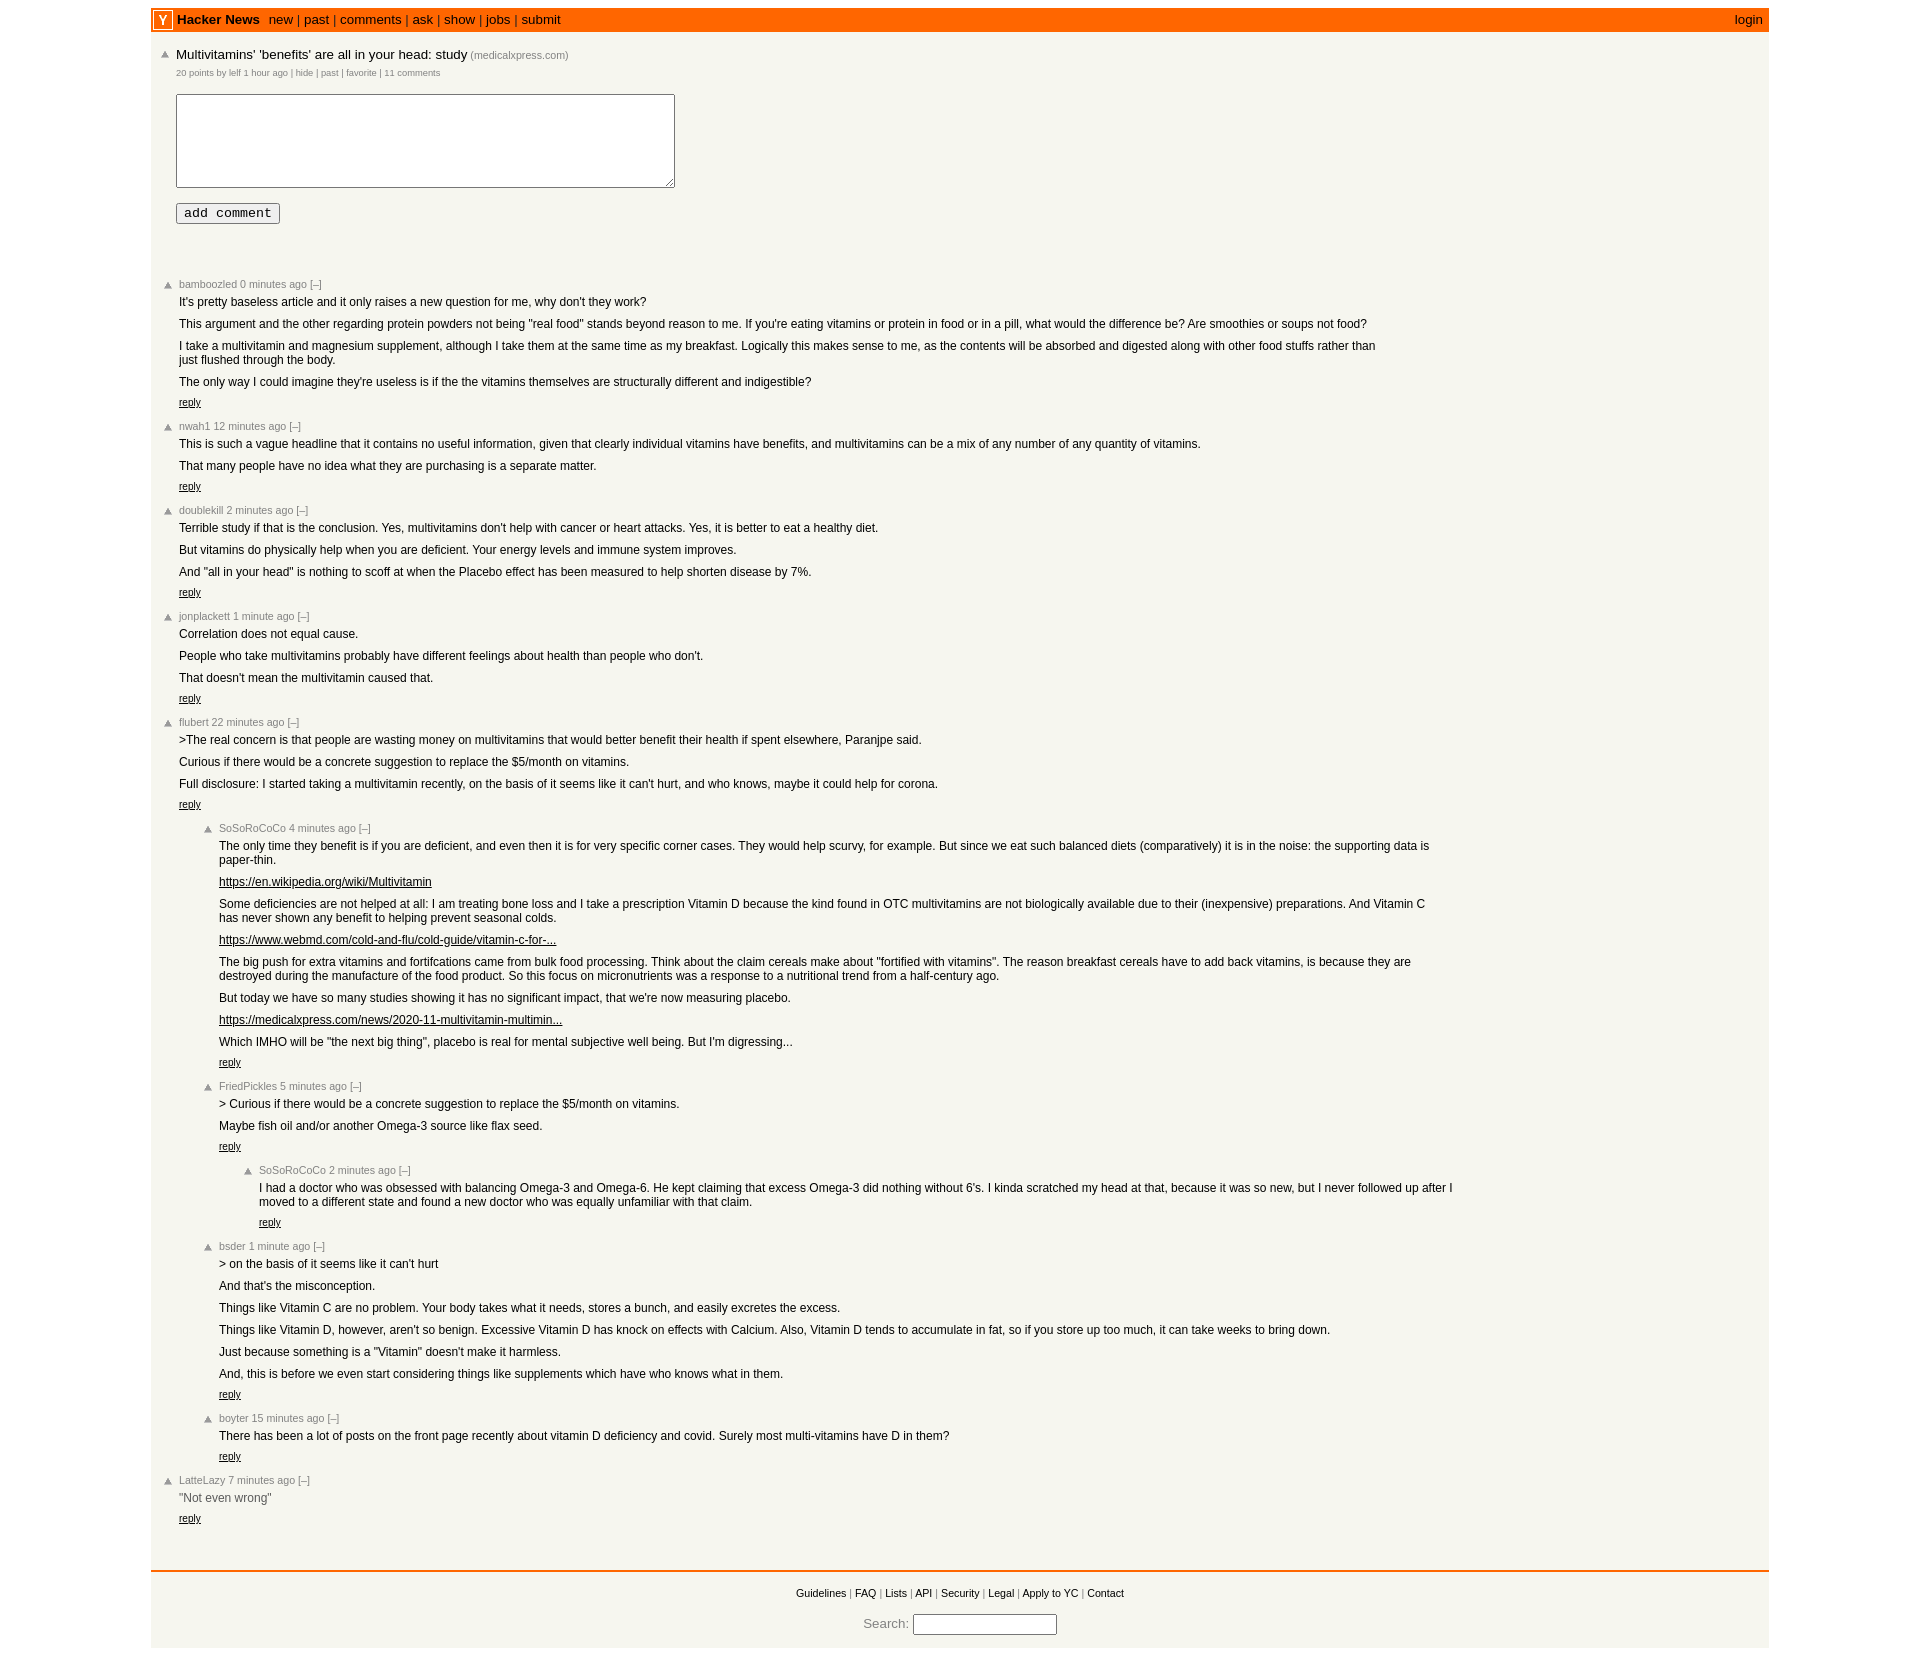 Y Hacker News new | past | comments | ask | show | jobs | submit login
Multivitamins' 'benefits' are all in your head: study (medicalxpress.com)
20 points by lelf 1 hour ago | hide | past | favorite | 11 comments
add comment
bamboozled 0 minutes ago [–]
It's pretty baseless article and it only raises a new question for me, why don't they work?
This argument and the other regarding protein powders not being "real food" stands beyond reason to me. If you're eating vitamins or protein in food or in a pill, what would the difference be? Are smoothies or soups not food?
I take a multivitamin and magnesium supplement, although I take them at the same time as my breakfast. Logically this makes sense to me, as the contents will be absorbed and digested along with other food stuffs rather than
just flushed through the body.
The only way I could imagine they're useless is if the the vitamins themselves are structurally different and indigestible?
reply
nwah1 12 minutes ago [–]
This is such a vague headline that it contains no useful information, given that clearly individual vitamins have benefits, and multivitamins can be a mix of any number of any quantity of vitamins.
That many people have no idea what they are purchasing is a separate matter.
reply
doublekill 2 minutes ago [–]
Terrible study if that is the conclusion. Yes, multivitamins don't help with cancer or heart attacks. Yes, it is better to eat a healthy diet.
But vitamins do physically help when you are deficient. Your energy levels and immune system improves.
And "all in your head" is nothing to scoff at when the Placebo effect has been measured to help shorten disease by 7%.
reply
jonplackett 1 minute ago [–]
Correlation does not equal cause.
People who take multivitamins probably have different feelings about health than people who don't.
That doesn't mean the multivitamin caused that.
reply
flubert 22 minutes ago [–]
>The real concern is that people are wasting money on multivitamins that would better benefit their health if spent elsewhere, Paranjpe said.
Curious if there would be a concrete suggestion to replace the $5/month on vitamins.
Full disclosure: I started taking a multivitamin recently, on the basis of it seems like it can't hurt, and who knows, maybe it could help for corona.
reply
SoSoRoCoCo 4 minutes ago [–]
The only time they benefit is if you are deficient, and even then it is for very specific corner cases. They would help scurvy, for example. But since we eat such balanced diets (comparatively) it is in the noise: the supporting data is
paper-thin.
https://en.wikipedia.org/wiki/Multivitamin
Some deficiencies are not helped at all: I am treating bone loss and I take a prescription Vitamin D because the kind found in OTC multivitamins are not biologically available due to their (inexpensive) preparations. And Vitamin C
has never shown any benefit to helping prevent seasonal colds.
https://www.webmd.com/cold-and-flu/cold-guide/vitamin-c-for-...
The big push for extra vitamins and fortifcations came from bulk food processing. Think about the claim cereals make about "fortified with vitamins". The reason breakfast cereals have to add back vitamins, is because they are
destroyed during the manufacture of the food product. So this focus on micronutrients was a response to a nutritional trend from a half-century ago.
But today we have so many studies showing it has no significant impact, that we're now measuring placebo.
https://medicalxpress.com/news/2020-11-multivitamin-multimin...
Which IMHO will be "the next big thing", placebo is real for mental subjective well being. But I'm digressing...
reply
FriedPickles 5 minutes ago [–]
> Curious if there would be a concrete suggestion to replace the $5/month on vitamins.
Maybe fish oil and/or another Omega-3 source like flax seed.
reply
SoSoRoCoCo 2 minutes ago [–]
I had a doctor who was obsessed with balancing Omega-3 and Omega-6. He kept claiming that excess Omega-3 did nothing without 6's. I kinda scratched my head at that, because it was so new, but I never followed up after I
moved to a different state and found a new doctor who was equally unfamiliar with that claim.
reply
bsder 1 minute ago [–]
> on the basis of it seems like it can't hurt
And that's the misconception.
Things like Vitamin C are no problem. Your body takes what it needs, stores a bunch, and easily excretes the excess.
Things like Vitamin D, however, aren't so benign. Excessive Vitamin D has knock on effects with Calcium. Also, Vitamin D tends to accumulate in fat, so if you store up too much, it can take weeks to bring down.
Just because something is a "Vitamin" doesn't make it harmless.
And, this is before we even start considering things like supplements which have who knows what in them.
reply
boyter 15 minutes ago [–]
There has been a lot of posts on the front page recently about vitamin D deficiency and covid. Surely most multi-vitamins have D in them?
reply
LatteLazy 7 minutes ago [–]
"Not even wrong"
reply
Guidelines | FAQ | Lists | API | Security | Legal | Apply to YC | Contact
Search: